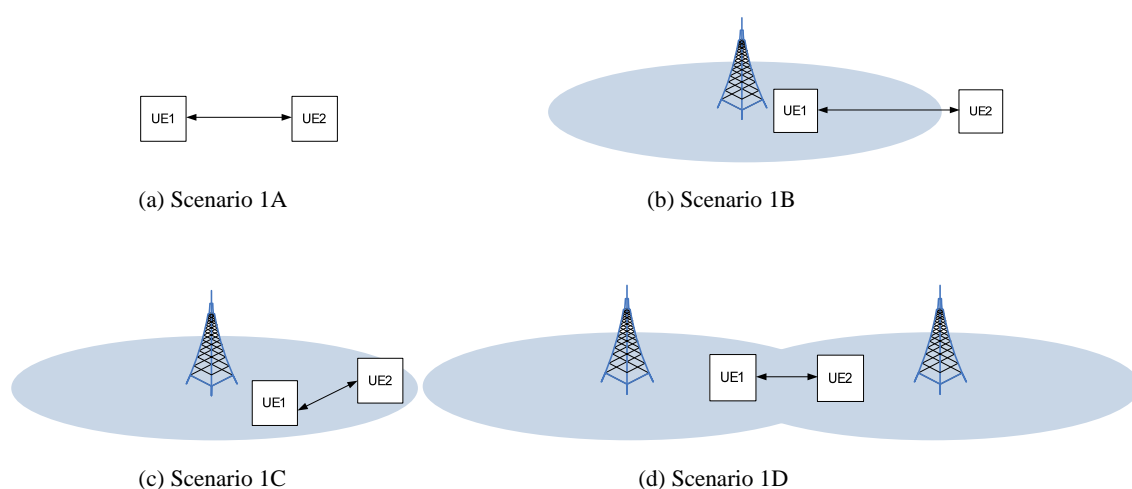 UE1
UE2
UE1
UE2
(a) Scenario 1A
(b) Scenario 1B
UE1
UE2
UE1
UE2
(c) Scenario 1C
(d) Scenario 1D